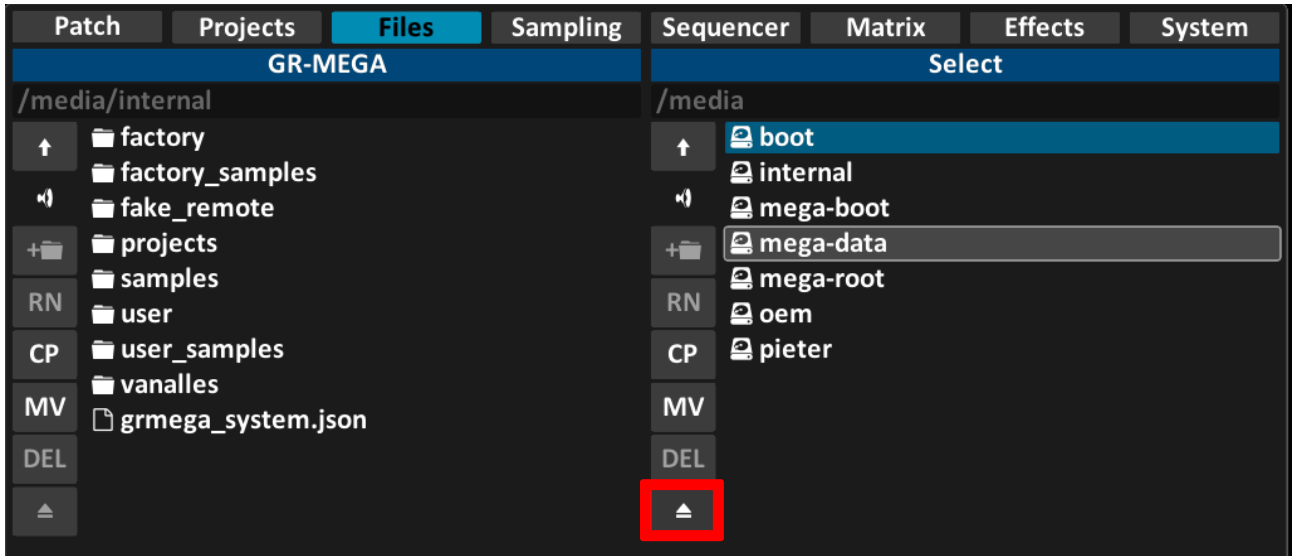 Patch Projects Files Sampling Sequencer Matrix Effects System
GR-MEGA
/media/internal
factory
factory_samples
fake_remote
+
projects
samples
RN
user
CP
user_samples
vanalles
MV
grmega_system.json
DEL
Select
/media
boot
internal
mega-boot
+
mega-data
mega-root
RN
oem
CP
pieter
MV
DEL